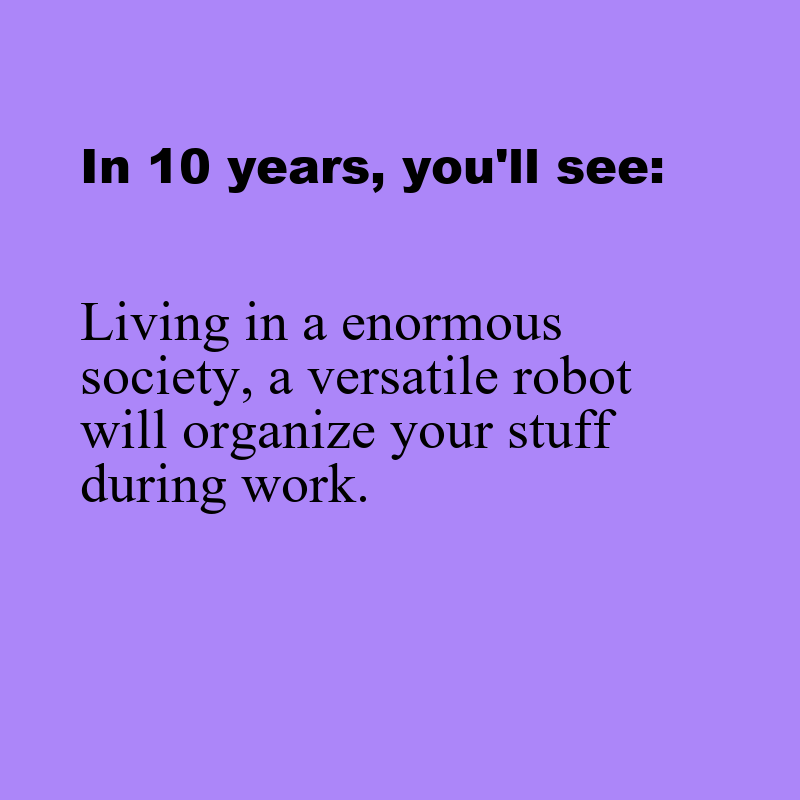 In 10 years, you'll see:
Living in a enormous
society, a versatile robot
will organize your stuff
during work.